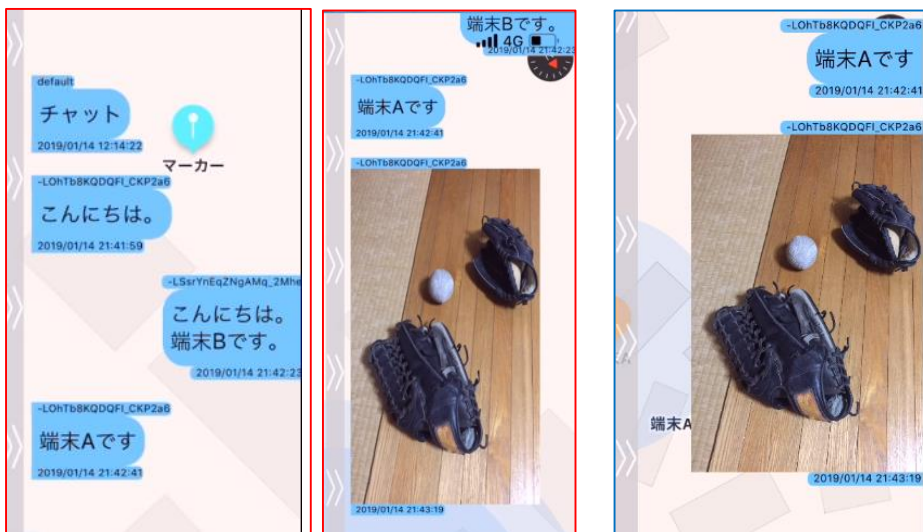 default
チャット
2019/01/14 12:14:22
マーカー
-LOhTb8KQDQFI_CKP2a6
こんにちは。
2019/01/14 21:41:59
-LSsrYnEqZNgAMq_2Mhe
こんにちは。
端末Bです。
2019/01/14 21:42:23
-LOhTb8KQDQFI_CKP2a6
端末Aです
2019/01/14 21:42:41
端末Bです。
4G
2019/01/14 21:42:23
-LOhTb8KQDQFI_CKP2a6
端末Aです
2019/01/14 21:42:41
-LOhTb8KQDQFI_CKP2a6
2019/01/14 21:43:19
-LOhTb8KQDQFI_CKP2a6
端末Aです
2019/01/14 21:42:41
-LOhTb8KQDQFI_CKP2a6
端末A
2019/01/14 21:43:19